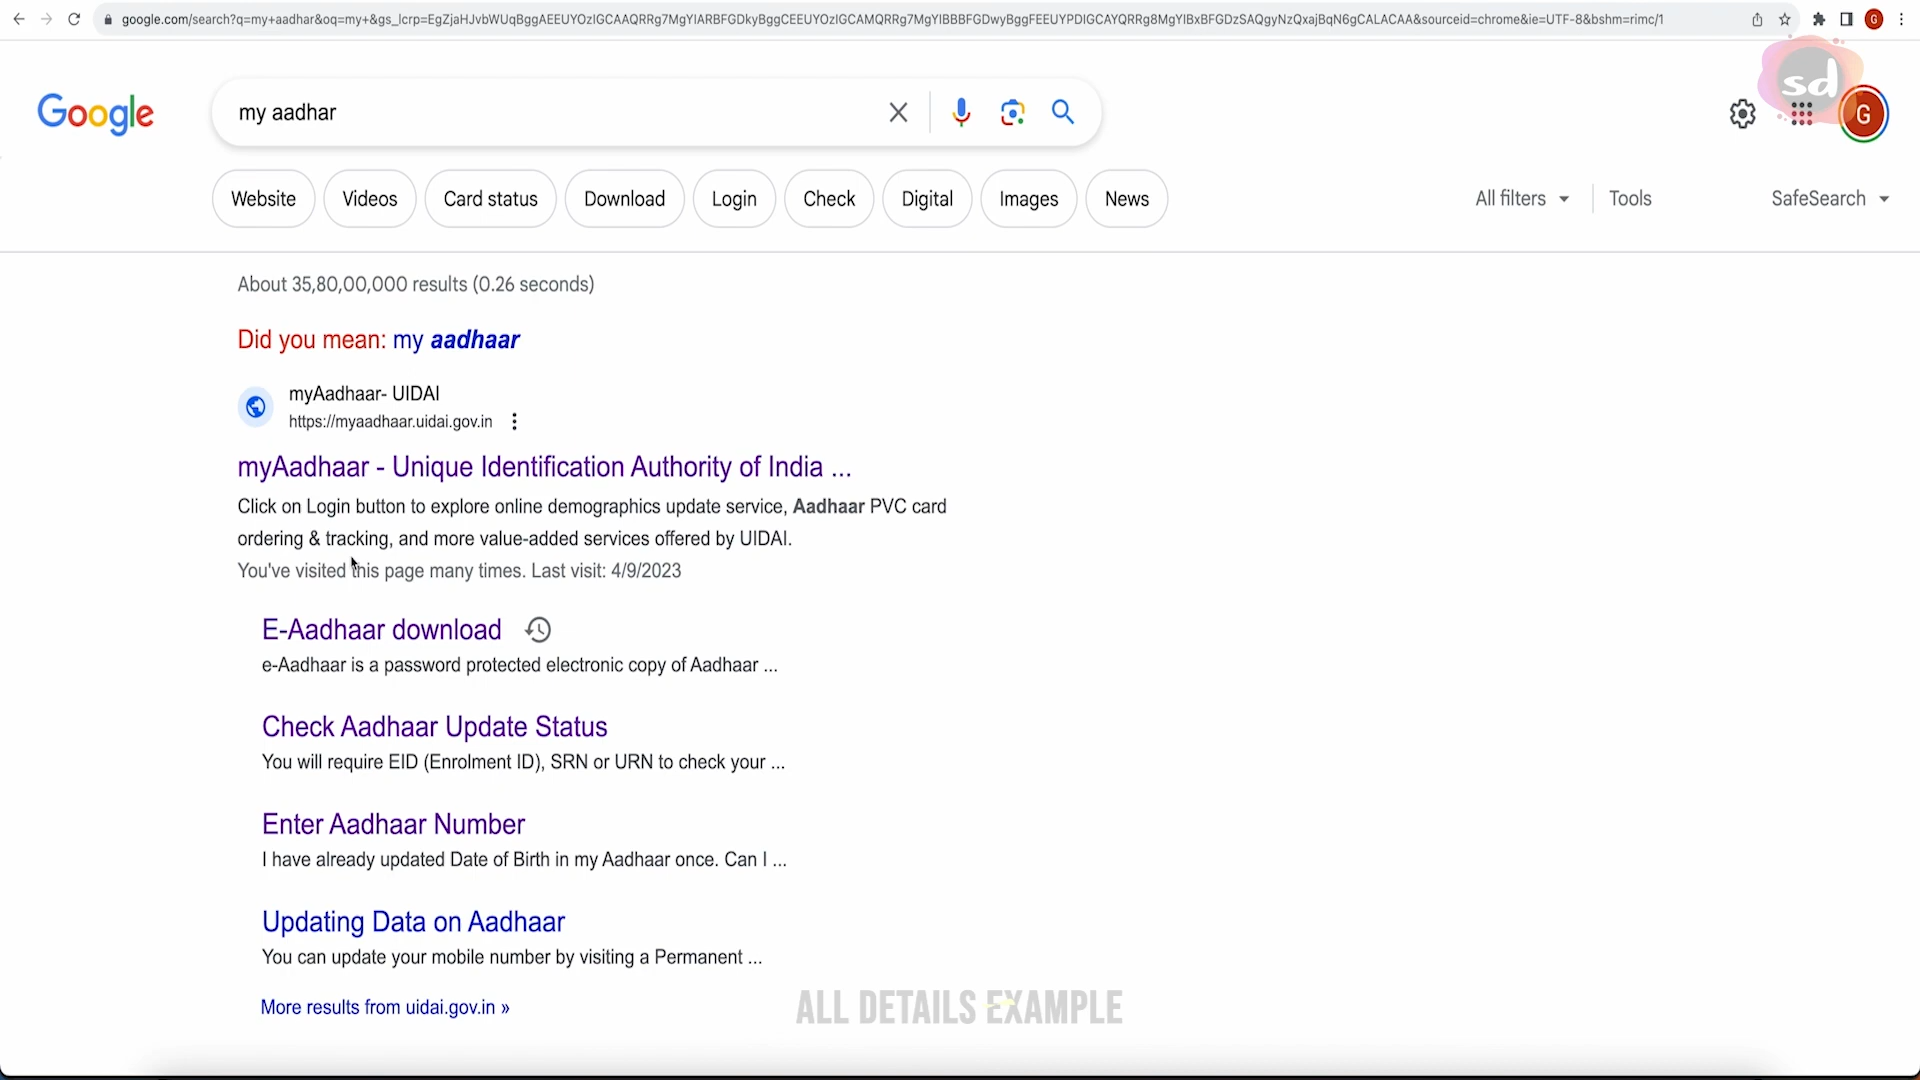 google.com/search?q=my+aadhar&oq=my+&gs_lcrp=EgZjaHJvbWUqBggAEEUYOzIGCAAQRRg7MgYIARBFGDkyBggCEEUYOzIGCAMQRRg7MgYIBBBFGDwyBggFEEUYPDIGCAYQRRg8MgYIBxBFGDzSAQgyNzQxajBqN6gCALACAA&sourceid=chrome&ie=UTF-8&bshm=rimc/1
G
sd
Google
my aadhar
G
Website
Videos
Card status
Download
Login
Check
Digital
Images
News
All filters
Tools
SafeSearch
About 35,80,00,000 results (0.26 seconds)
Did you mean: my aadhaar
myAadhaar- UIDAI
https://myaadhaar.uidai.gov.in
myAadhaar - Unique Identification Authority of India ...
Click on Login button to explore online demographics update service, Aadhaar PVC card
ordering & tracking, and more value-added services offered by UIDAI.
You've visited this page many times. Last visit: 4/9/2023
E-Aadhaar download
e-Aadhaar is a password protected electronic copy of Aadhaar ...
Check Aadhaar Update Status
You will require EID (Enrolment ID), SRN or URN to check your ...
Enter Aadhaar Number
I have already updated Date of Birth in my Aadhaar once. Can I ...
Updating Data on Aadhaar
You can update your mobile number by visiting a Permanent ...
More results from uidai.gov.in »
ALL DETAILS EXAMPLE